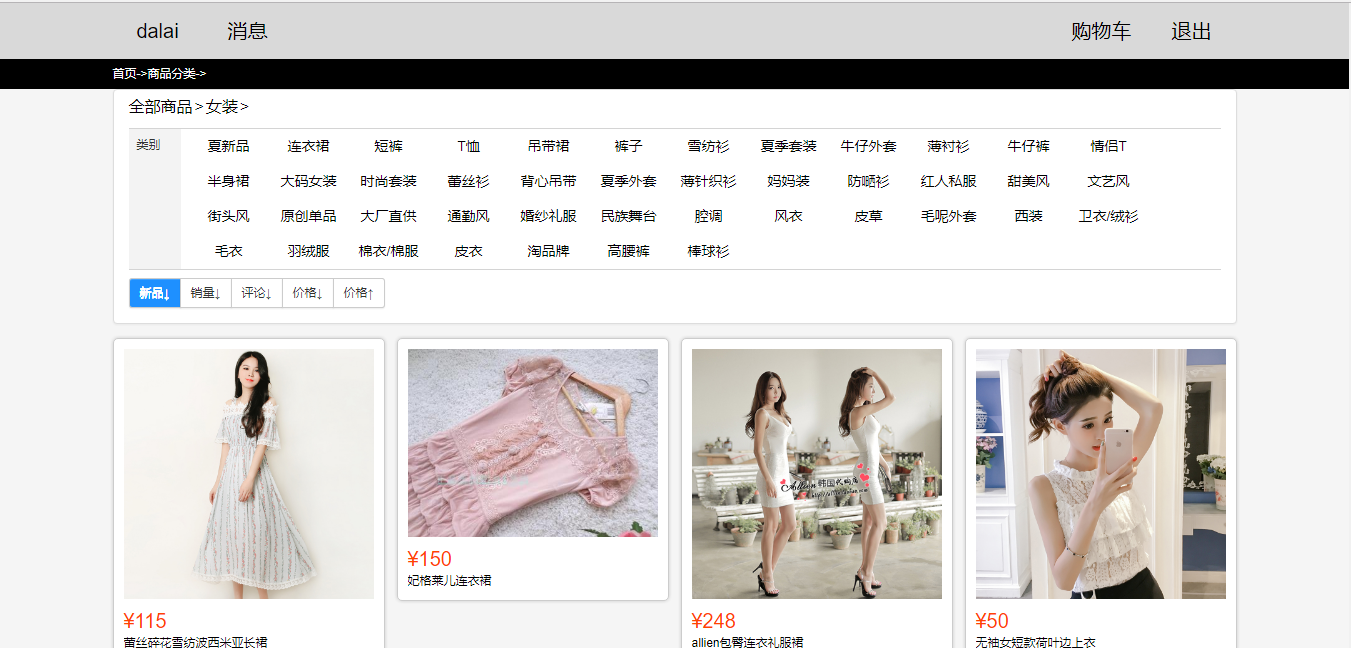 dalai 消息 购物车 退出
首页->商品分类->
全部商品>女装>
类别 夏新品 连衣裙 短裤 T恤 吊带裙 裤子 雪纺衫 夏季套装 牛仔外套 薄衬衫 牛仔裤 情侣T
半身裙 大码女装 时尚套装 蕾丝衫 背心吊带 夏季外套 薄针织衫 妈妈装 防晒衫 红人私服 甜美风 文艺风
街头风 原创单品 大厂直供 通勤风 婚纱礼服 民族舞台 腔调 风衣 皮草 毛呢外套 西装 卫衣/绒衫
毛衣 羽绒服 棉衣/棉服 皮衣 淘品牌 高腰裤 棒球衫
新品↓ 销量↓ 评论↓ 价格↓ 价格↑
Allien 韩国代购店
¥150
妃格莱儿连衣裙
¥115 ¥248 ¥50
蕾丝碎花雪纺波西米亚长裙 allien包臀连衣礼服裙 无袖女短款荷叶边上衣